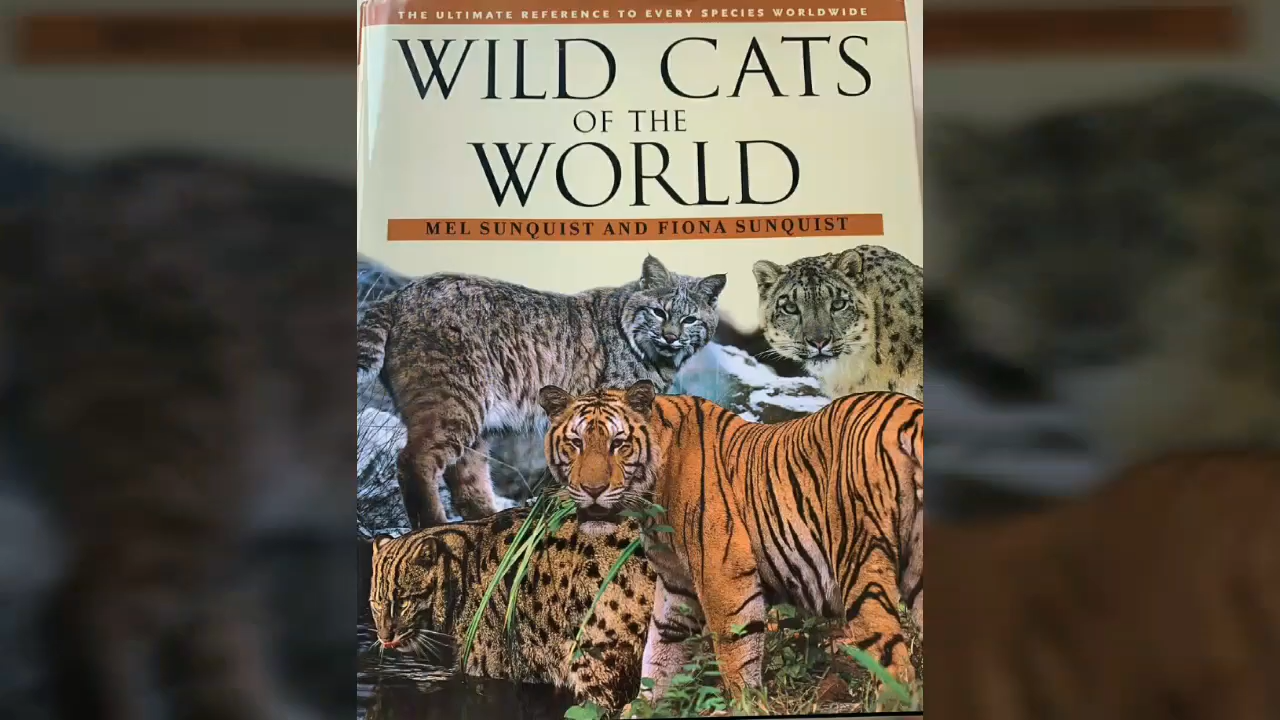 THE ULTIMATE REFERENCE TO EVERY SPECIES WORLDWIDE
WILD CATS
OF THE
WORLD
MEL SUNQUIST AND FIONA SUNQUIST